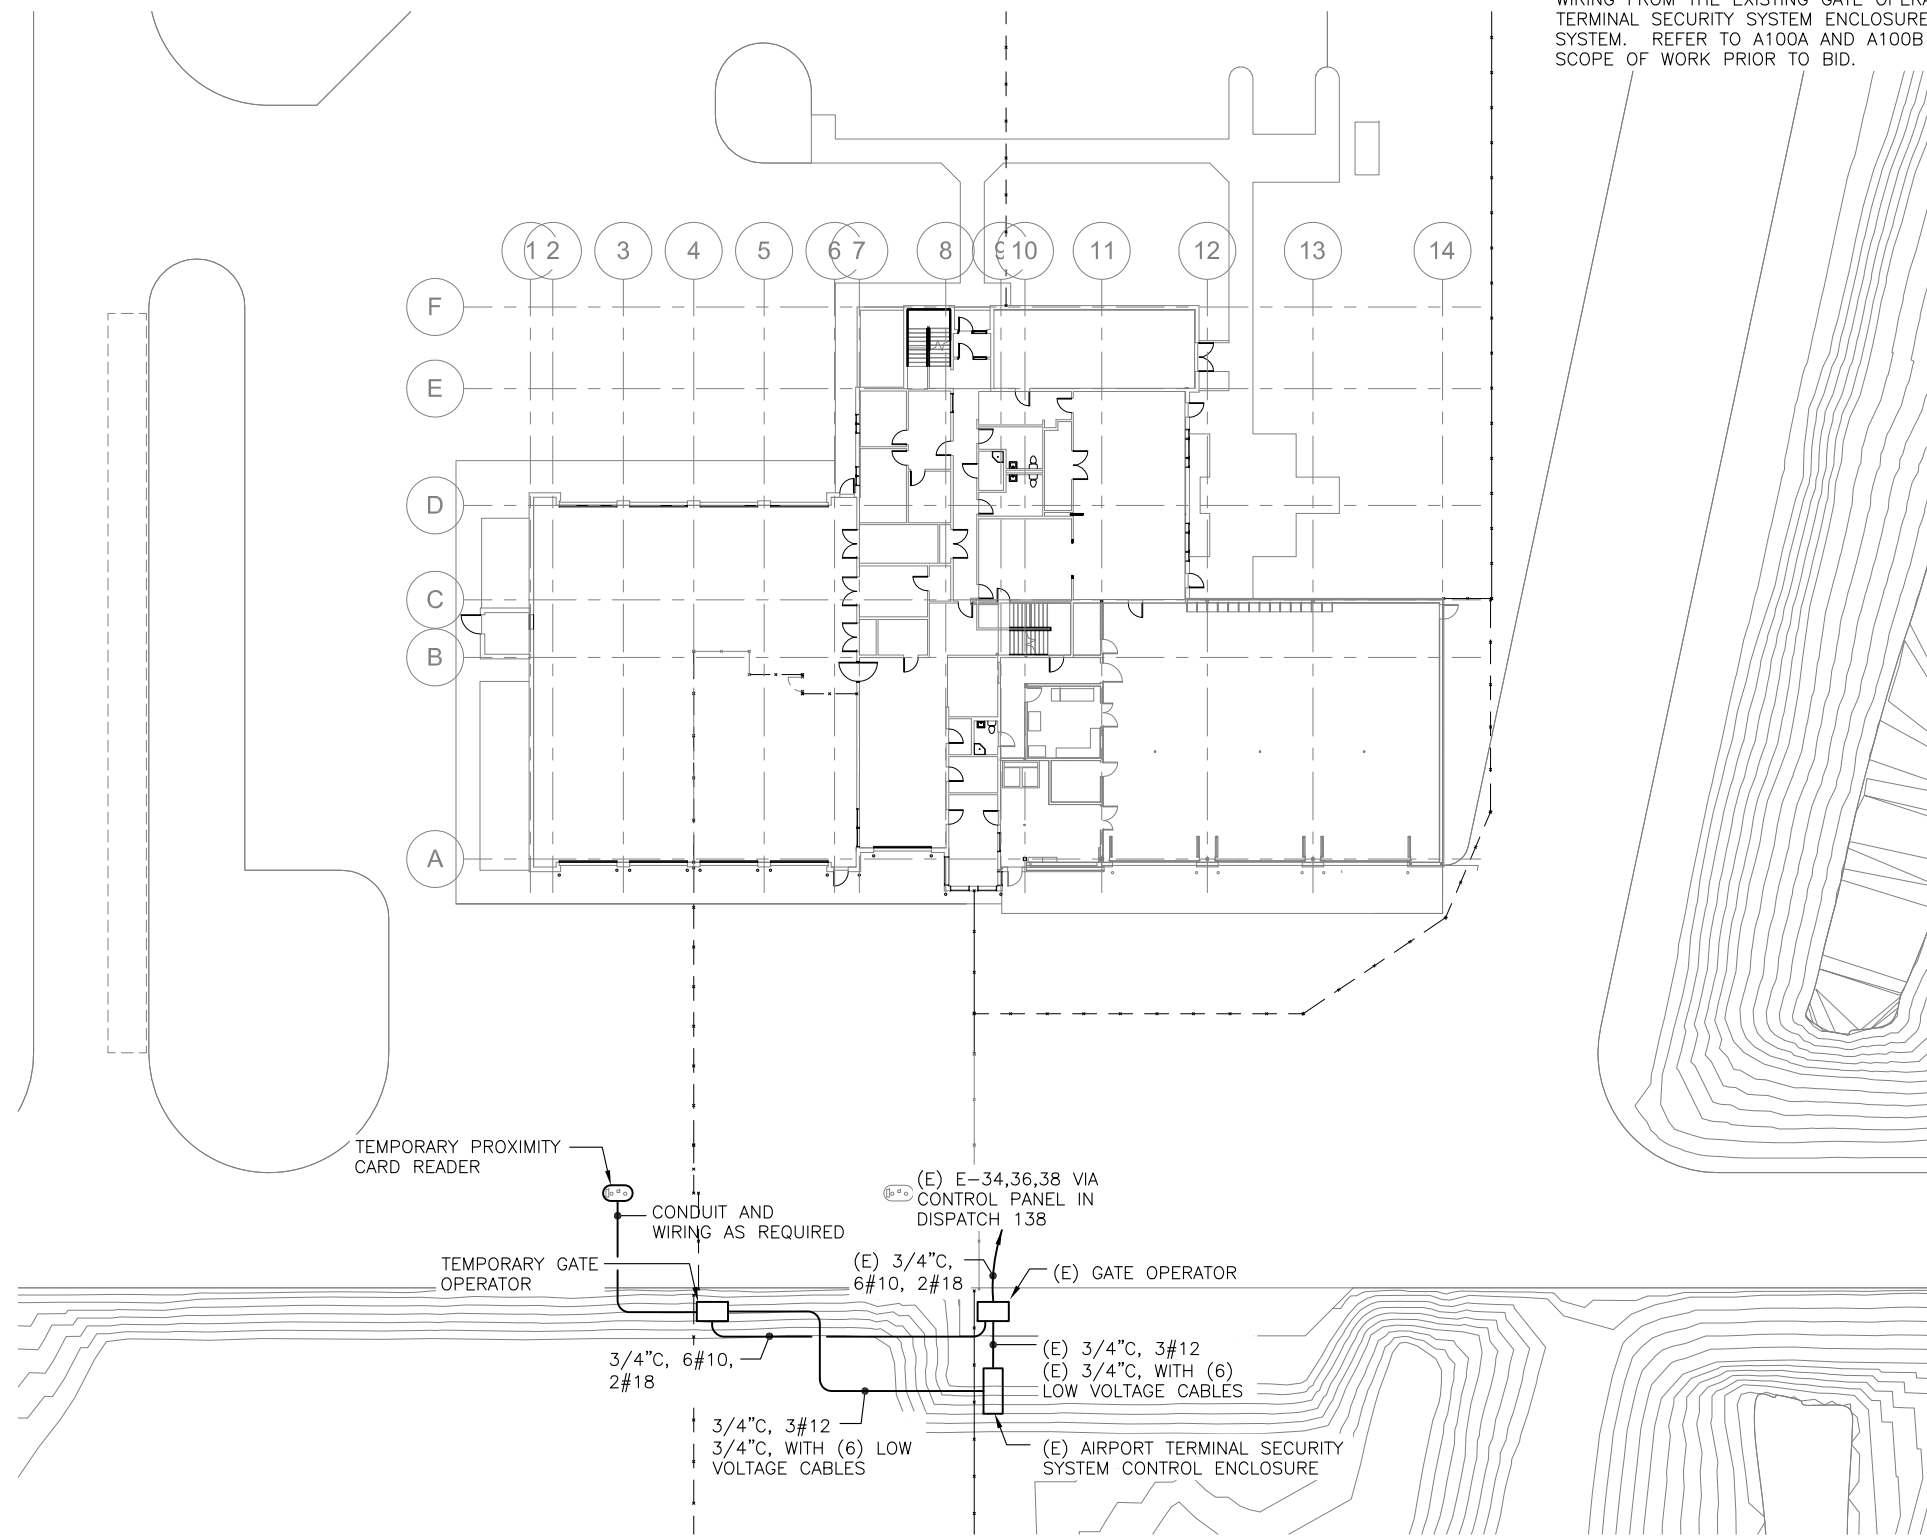 WIRING FROM THE EXISTING GATE
TERMINAL SECURITY SYSTEM ENCLOSURE
SYSTEM. REFER TO A100A AND A100B
SCOPE OF WORK PRIOR TO BID.
1 2 3 4 5 6 7 8 9 10 11 12 13 14
F
E
D
C
B
A
TEMPORARY PROXIMITY
CARD READER
CONDUIT AND
WIRING AS REQUIRED
(E) E-34,36,38 VIA
CONTROL PANEL IN
DISPATCH 138
TEMPORARY GATE
OPERATOR
(E) 3/4"C,
6#10, 2#18
(E) GATE OPERATOR
3/4"C, 6#10,
2#18
(E) 3/4"C, 3#12
(E) 3/4"C, WITH (6)
LOW VOLTAGE CABLES
3/4"C, 3#12
3/4"C, WITH (6) LOW
VOLTAGE CABLES
(E) AIRPORT TERMINAL SECURITY
SYSTEM CONTROL ENCLOSURE